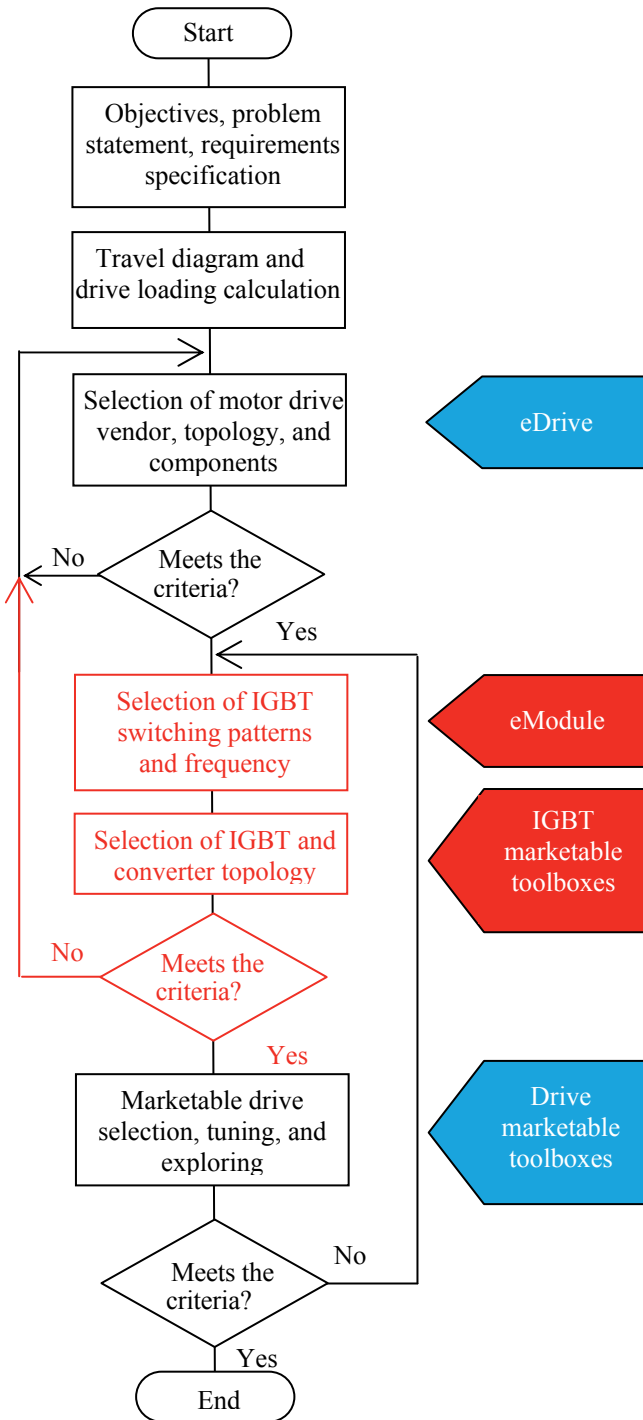 Start
Objectives, problem
statement, requirements
specification
Travel diagram and
drive loading calculation
Selection of motor drive
vendor, topology, and
components
eDrive
No
Meets the
criteria?
Yes
Selection of IGBT
switching patterns
and frequency
eModule
Selection of IGBT and
converter topology
IGBT
marketable
toolboxes
No
Meets the
criteria?
Yes
Marketable drive
selection, tuning, and
exploring
Drive
marketable
toolboxes
No
Meets the
criteria?
Yes
End